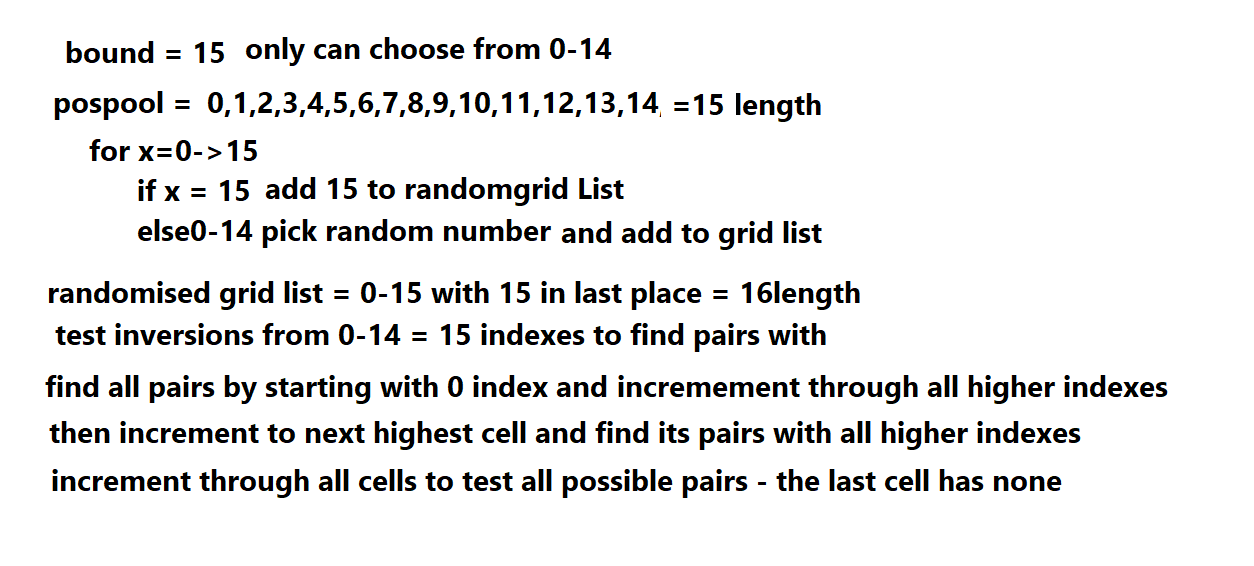 bound = 15 only can choose from 0-14
pospool = 0,1,2,3,4,5,6,7,8,9,10,11,12,13,14, =15 length
for x=0->15
if x = 15 add 15 to randomgrid List
else0-14 pick random number and add to grid list
randomised grid list = 0-15 with 15 in last place = 16length
test inversions from 0-14 = 15 indexes to find pairs with
find all pairs by starting with 0 index and incremement through all higher indexes
then increment to next highest cell and find its pairs with all higher indexes
increment through all cells to test all possible pairs - the last cell has none